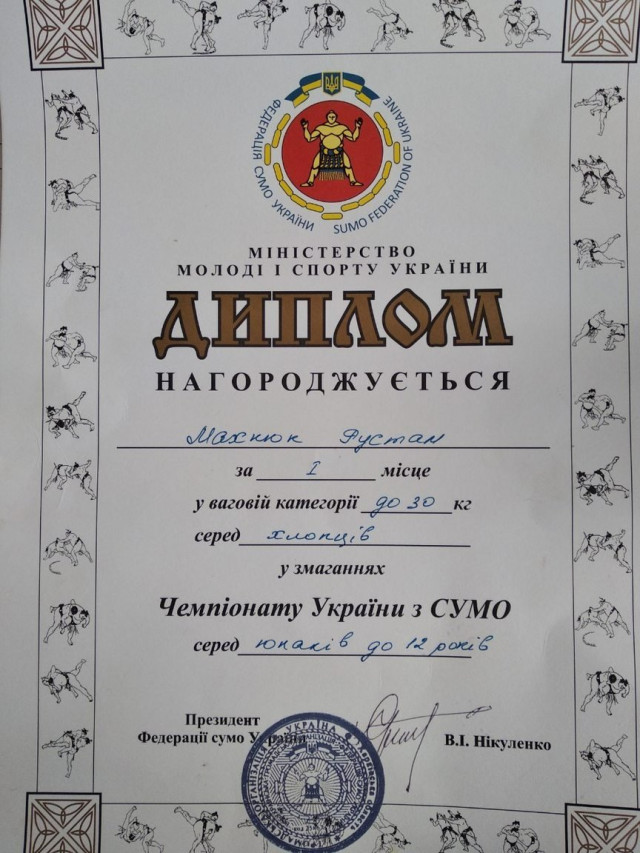 ФЕДЕРАЦІЯ СУМО УКРАЇНИ
SUMO FEDERATION OF UKRAINE
МІНІСТЕРСТВО
МОЛОДІ І СПОРТУ УКРАЇНИ
ДИПЛОМ
НАГОРОДЖУЄТЬСЯ
Махнюк Рустам
за I місце
у ваговій категорії до 30 кг
серед хлопців
у змаганнях
Чемпіонату України з СУМО
серед юнаків до 12 років
Президент
Федерації сумо України
В.І. Нікуленко
УКРАЇНА